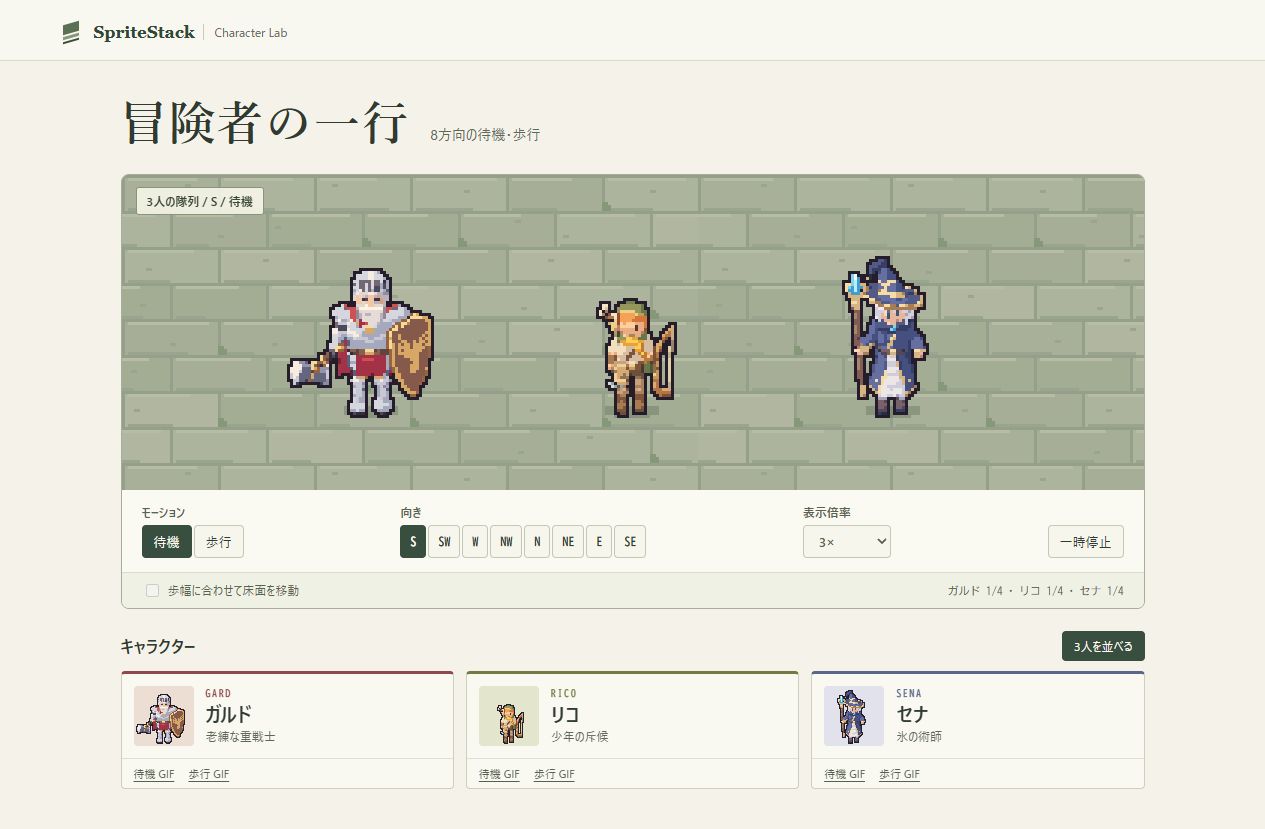 SpriteStack Character Lab
冒険者の一行 8方向の待機・歩行
3人の隊列 / S / 待機
モーション 向き 表示倍率
待機 歩行 S SW W NW N NE E SE 3× 一時停止
歩幅に合わせて床面を移動 ガルド 1/4 ・ リコ 1/4 ・ セナ 1/4
キャラクター 3人を並べる
GARD
ガルド
老練な重戦士
待機 GIF 歩行 GIF
RICO
リコ
少年の斥候
待機 GIF 歩行 GIF
SENA
セナ
氷の術師
待機 GIF 歩行 GIF